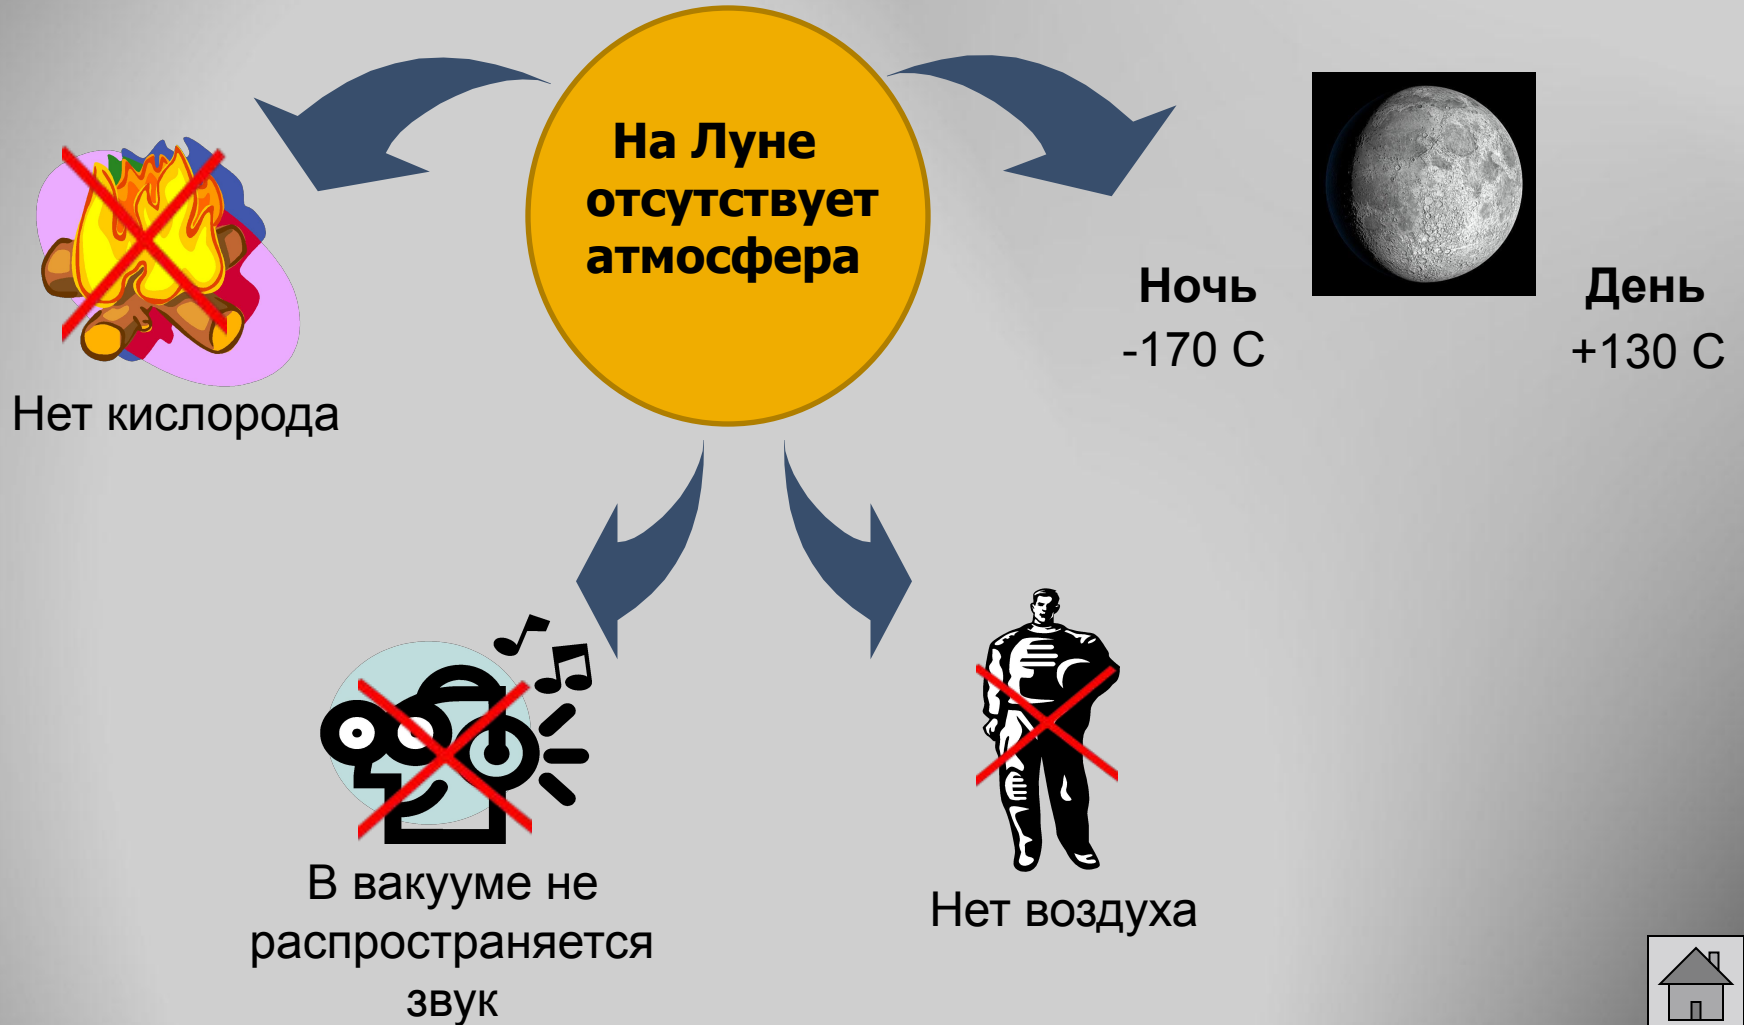 На Луне
отсутствует
атмосфера
Ночь
-170 С
День
+130 С
Нет кислорода
В вакууме не
распространяется
звук
Нет воздуха